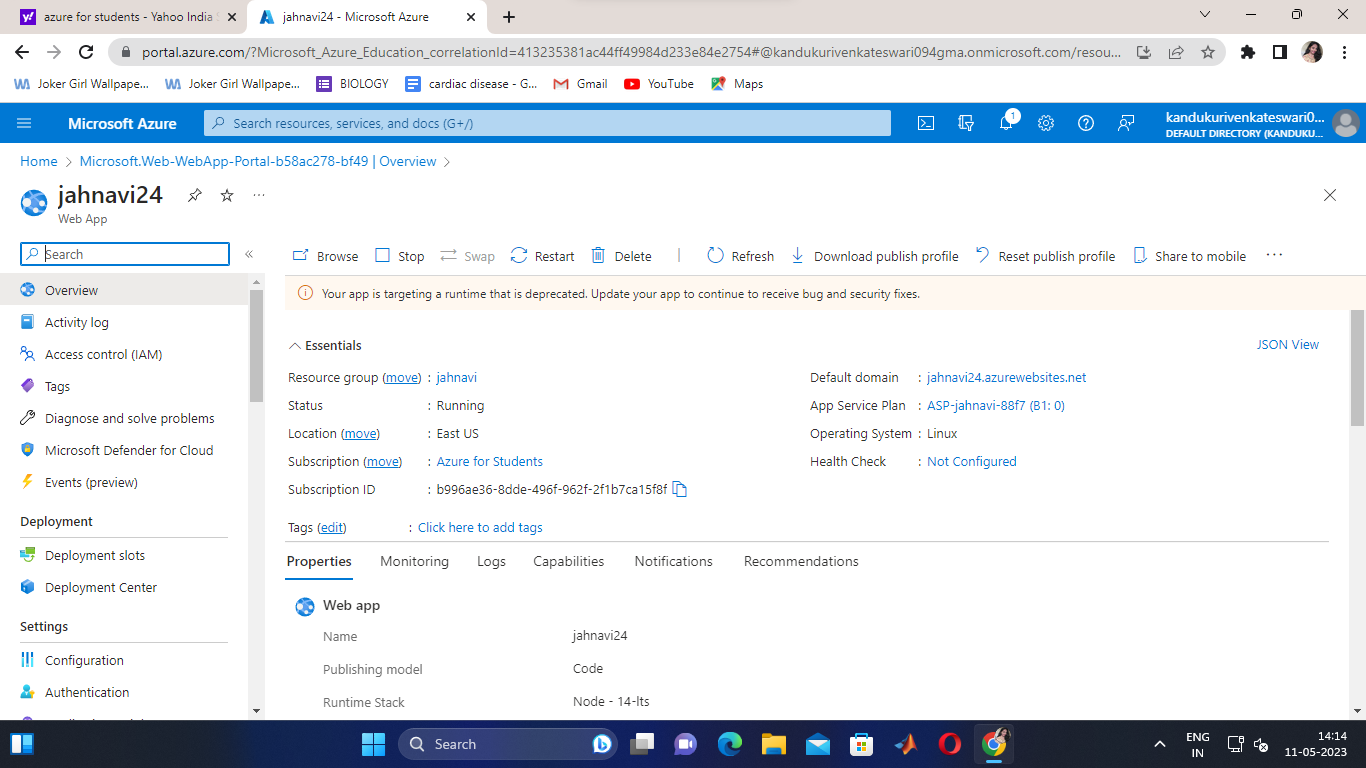 azure for students - Yahoo India
jahnavi24 - Microsoft Azure
portal.azure.com/?Microsoft_Azure_Education_correlationId=413235381ac44ff49984d233e84e2754#@kandukurivenkateswari094gma.onmicrosoft.com/resou...
Joker Girl Wallpape...
Joker Girl Wallpape...
BIOLOGY
cardiac disease - G...
Gmail
YouTube
Maps
Microsoft Azure
Search resources, services, and docs (G+/)
1
kandukurivenkateswari0...
DEFAULT DIRECTORY (KANDUKU...
Home > Microsoft.Web-WebApp-Portal-b58ac278-bf49 | Overview >
jahnavi24
...
Web App
Search
«
Browse
Stop
Swap
Restart
Delete
Refresh
Download publish profile
Reset publish profile
Share to mobile
...
Overview
Activity log
Access control (IAM)
Tags
Diagnose and solve problems
Microsoft Defender for Cloud
Events (preview)
Deployment
Deployment slots
Deployment Center
Settings
Configuration
Authentication
Your app is targeting a runtime that is deprecated. Update your app to continue to receive bug and security fixes.
Essentials
JSON View
Resource group (move) : jahnavi
Status : Running
Location (move) : East US
Subscription (move) : Azure for Students
Subscription ID : b996ae36-8dde-496f-962f-2f1b7ca15f8f
Default domain : jahnavi24.azurewebsites.net
App Service Plan : ASP-jahnavi-88f7 (B1: 0)
Operating System : Linux
Health Check : Not Configured
Tags (edit) : Click here to add tags
Properties
Monitoring
Logs
Capabilities
Notifications
Recommendations
Web app
Name jahnavi24
Publishing model Code
Runtime Stack Node - 14-lts
Search
ENG
IN
14:14
11-05-2023